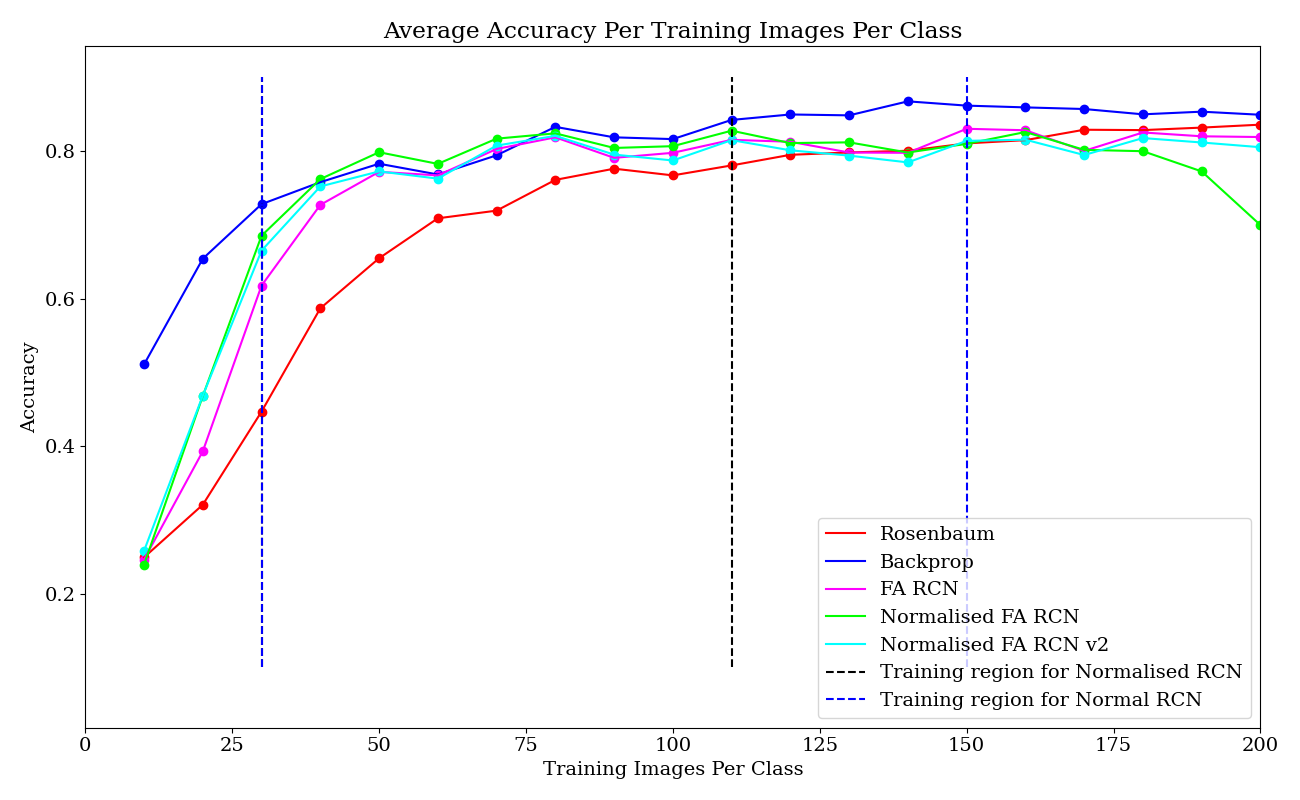 Average Accuracy Per Training Images Per Class
Accuracy
0.8
0.6
0.4
0.2
0 25 50 75 100 125 150 175 200
Training Images Per Class
Rosenbaum
Backprop
FA RCN
Normalised FA RCN
Normalised FA RCN v2
Training region for Normalised RCN
Training region for Normal RCN